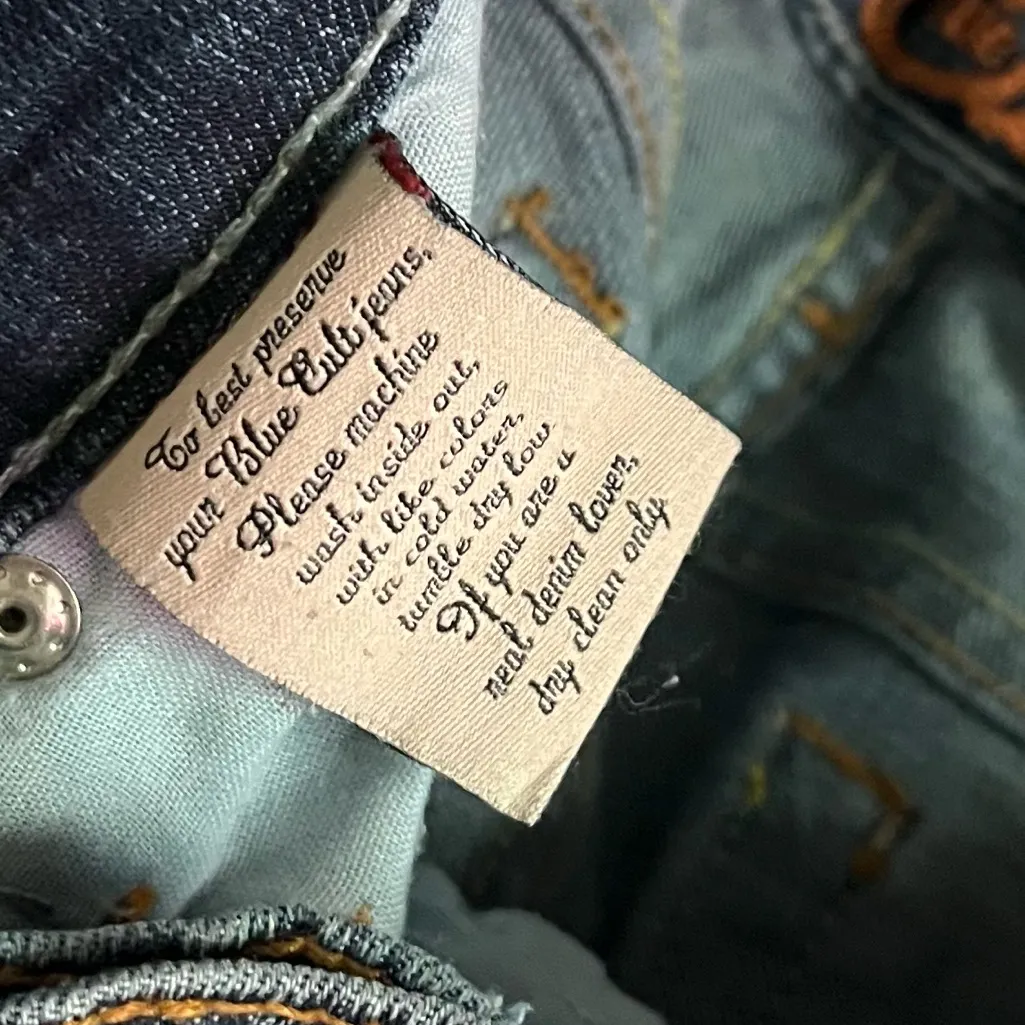 To best preserve
your Blue Cult jeans,
Please machine
wash inside out,
with like colors
in cold water,
tumble dry low
If you are a
real denim lover,
dry clean only